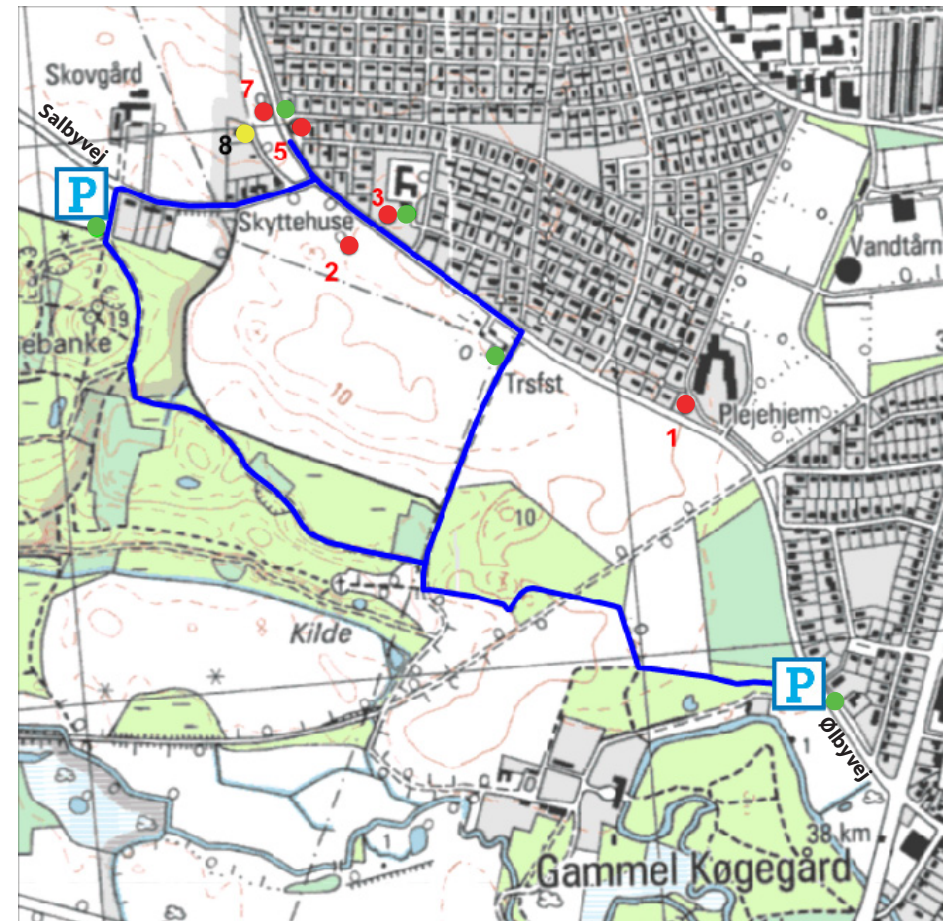 Skovgård
7
Salbyvej
8
5
P
3
Skyttehuse
2
Vandtårn
19
ebanke
10
Trsfst
Plejehjem
1
10
Kilde
P
Ølbyvej
1
38 km
1
Gammel Køgegård